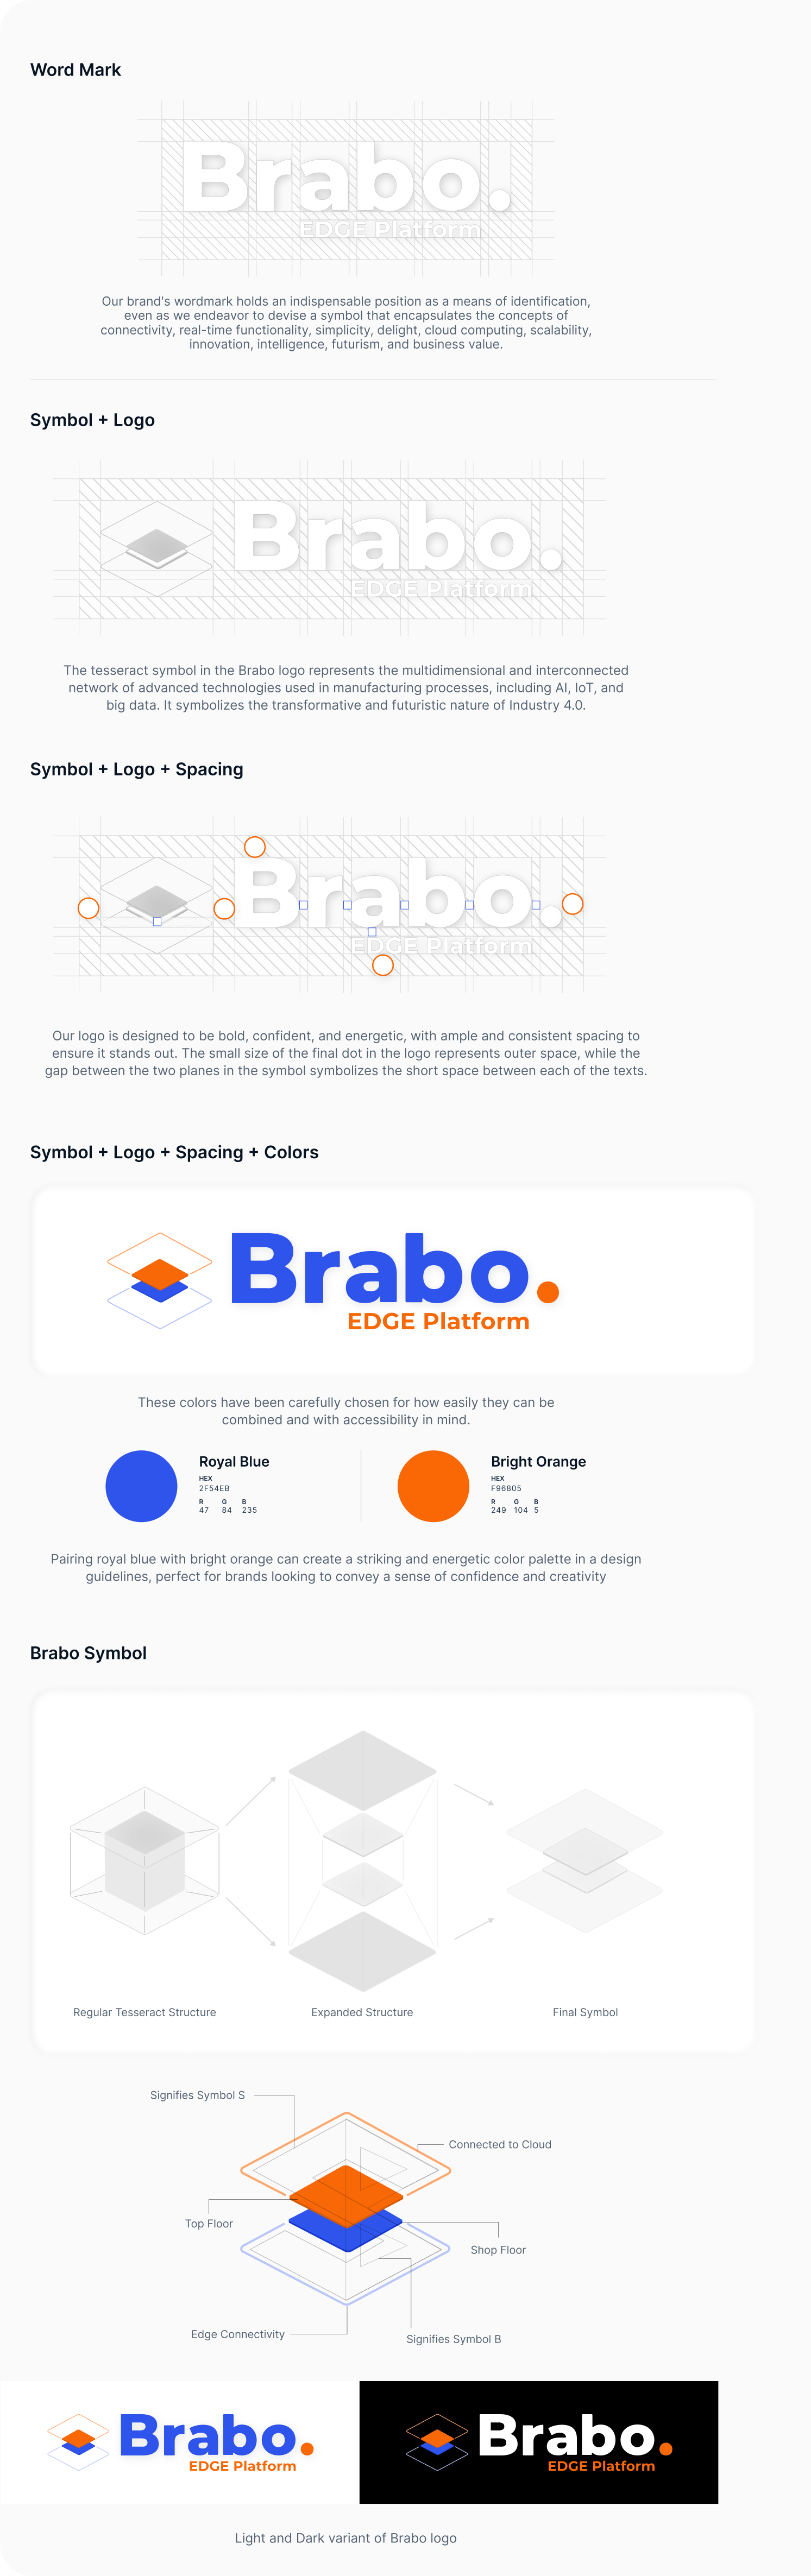 Word Mark
Brabo.
EDGE Platform
Our brand's wordmark holds an indispensable position as a means of identification,
even as we endeavor to devise a symbol that encapsulates the concepts of
connectivity, real-time functionality, simplicity, delight, cloud computing, scalability,
innovation, intelligence, futurism, and business value.
Symbol + Logo
Brabo.
EDGE Platform
The tesseract symbol in the Brabo logo represents the multidimensional and interconnected
network of advanced technologies used in manufacturing processes, including AI, IoT, and
big data. It symbolizes the transformative and futuristic nature of Industry 4.0.
Symbol + Logo + Spacing
Brabo.
EDGE Platform
Our logo is designed to be bold, confident, and energetic, with ample and consistent spacing to
ensure it stands out. The small size of the final dot in the logo represents outer space, while the
gap between the two planes in the symbol symbolizes the short space between each of the texts.
Symbol + Logo + Spacing + Colors
Brabo.
EDGE Platform
These colors have been carefully chosen for how easily they can be
combined and with accessibility in mind.
Royal Blue
HEX
2F54EB
R G B
47 84 235
Bright Orange
HEX
F96805
R G B
249 104 5
Pairing royal blue with bright orange can create a striking and energetic color palette in a design
guidelines, perfect for brands looking to convey a sense of confidence and creativity
Brabo Symbol
Regular Tesseract Structure
Expanded Structure
Final Symbol
Signifies Symbol S
Connected to Cloud
Top Floor
Shop Floor
Edge Connectivity
Signifies Symbol B
Brabo.
EDGE Platform
Brabo.
EDGE Platform
Light and Dark variant of Brabo logo